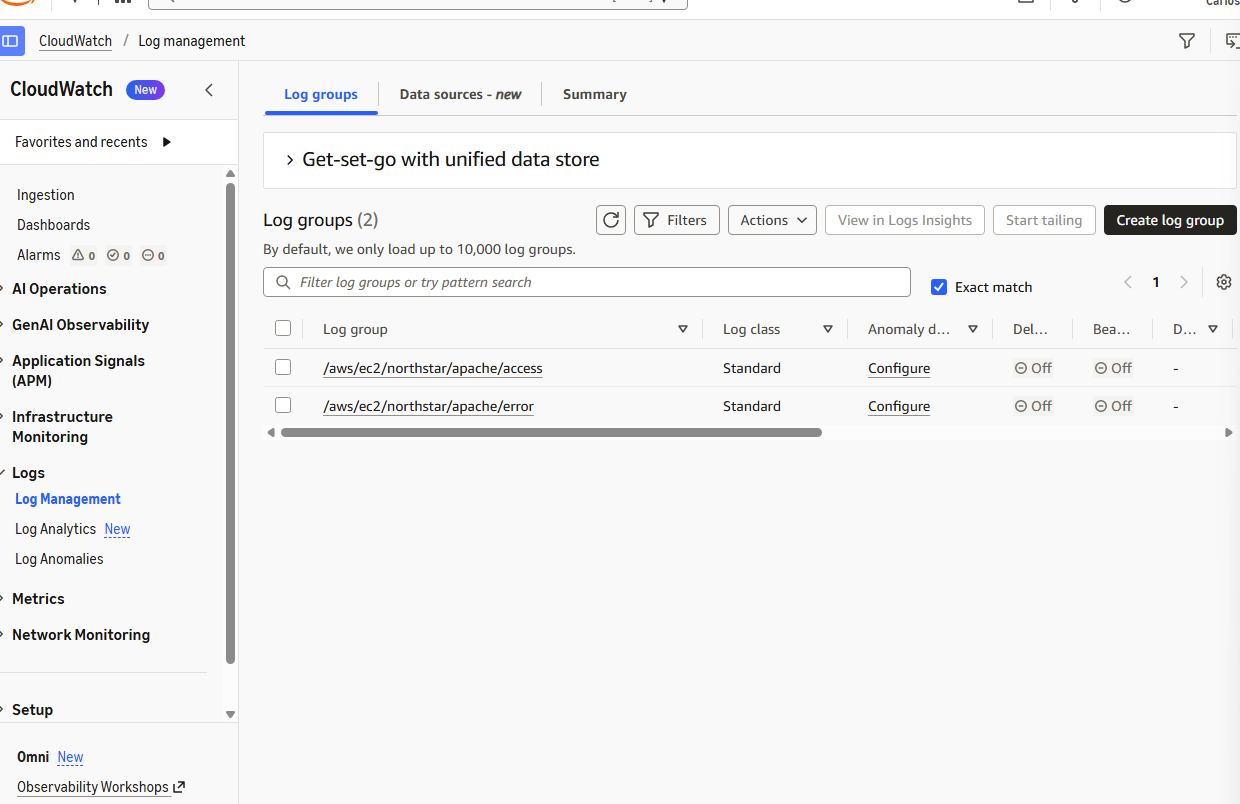 CloudWatch / Log management
CloudWatch New
Favorites and recents
Ingestion
Dashboards
Alarms 0 0 0
AI Operations
GenAI Observability
Application Signals
(APM)
Infrastructure
Monitoring
Logs
Log Management
Log Analytics New
Log Anomalies
Metrics
Network Monitoring
Setup
Omni New
Observability Workshops
Log groups Data sources - new Summary
Get-set-go with unified data store
Log groups (2) Filters Actions View in Logs Insights Start tailing Create log group
By default, we only load up to 10,000 log groups.
Filter log groups or try pattern search Exact match 1
Log group Log class Anomaly d... Del... Bea... D...
/aws/ec2/northstar/apache/access Standard Configure Off Off -
/aws/ec2/northstar/apache/error Standard Configure Off Off -